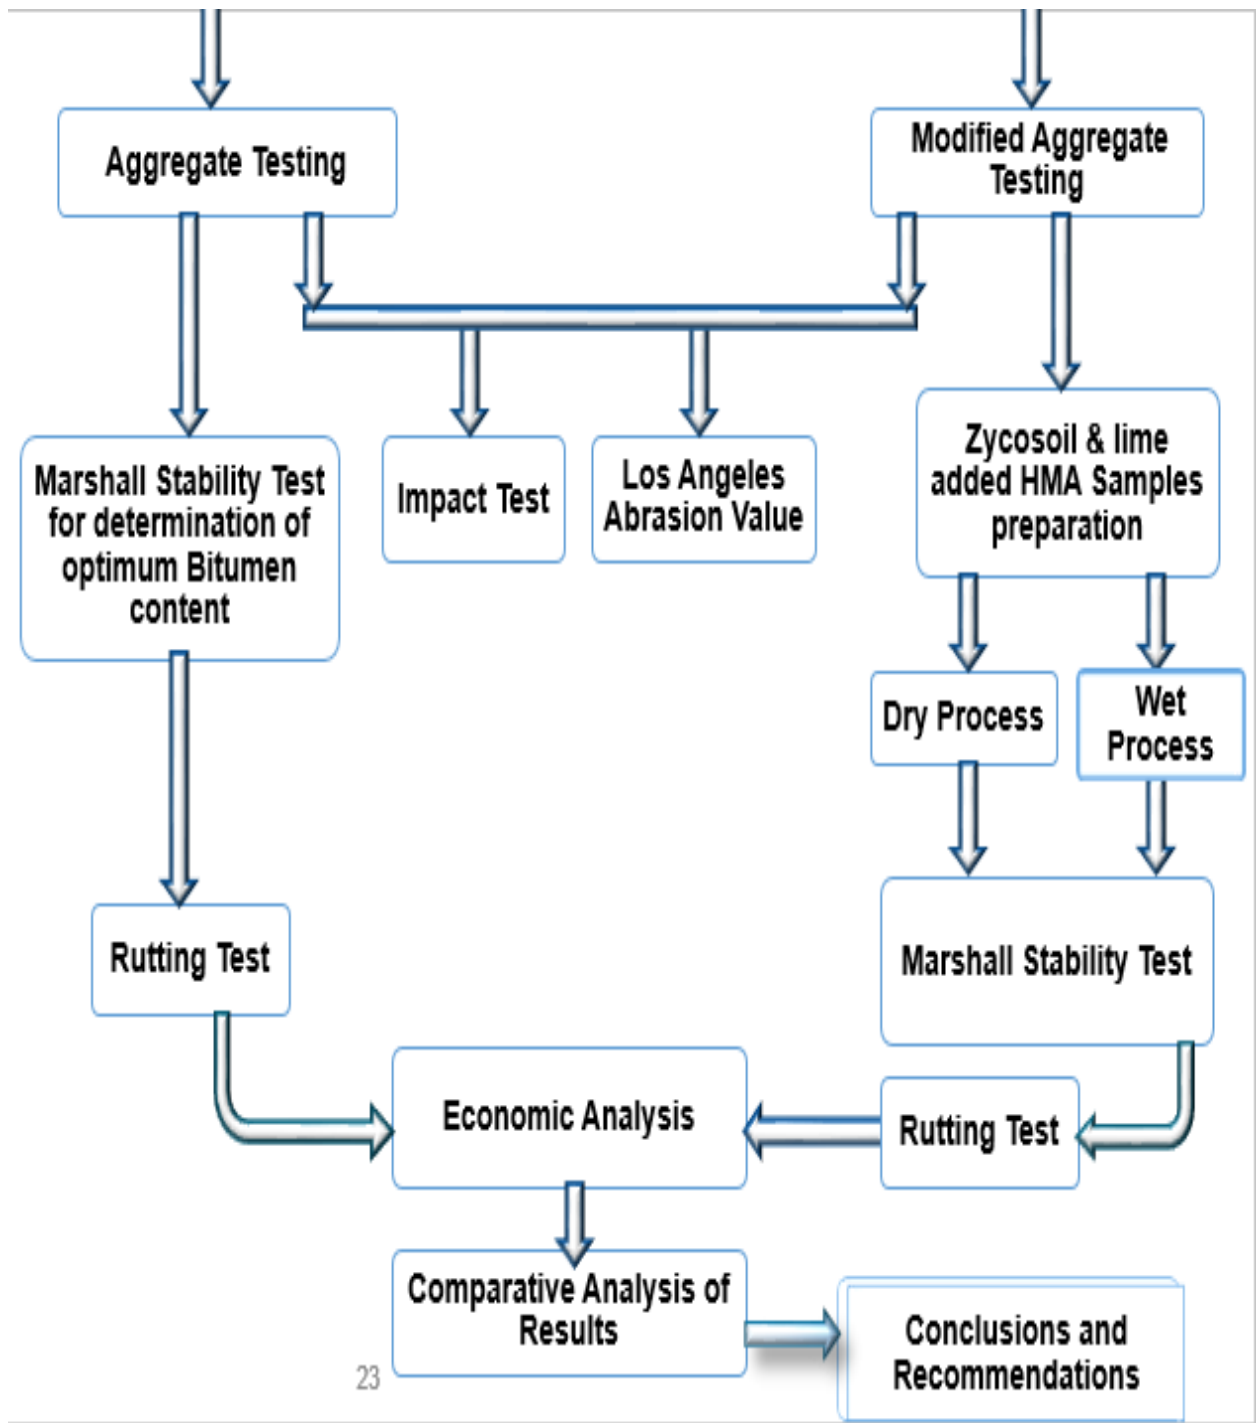 Aggregate Testing
Modified Aggregate
Testing
Marshall Stability Test
for determination of
optimum Bitumen
content
Impact Test
Los Angeles
Abrasion Value
Zycosoil & lime
added HMA Samples
preparation
Dry Process
Wet
Process
Rutting Test
Marshall Stability Test
Economic Analysis
Rutting Test
Comparative Analysis of
Results
Conclusions and
Recommendations
23